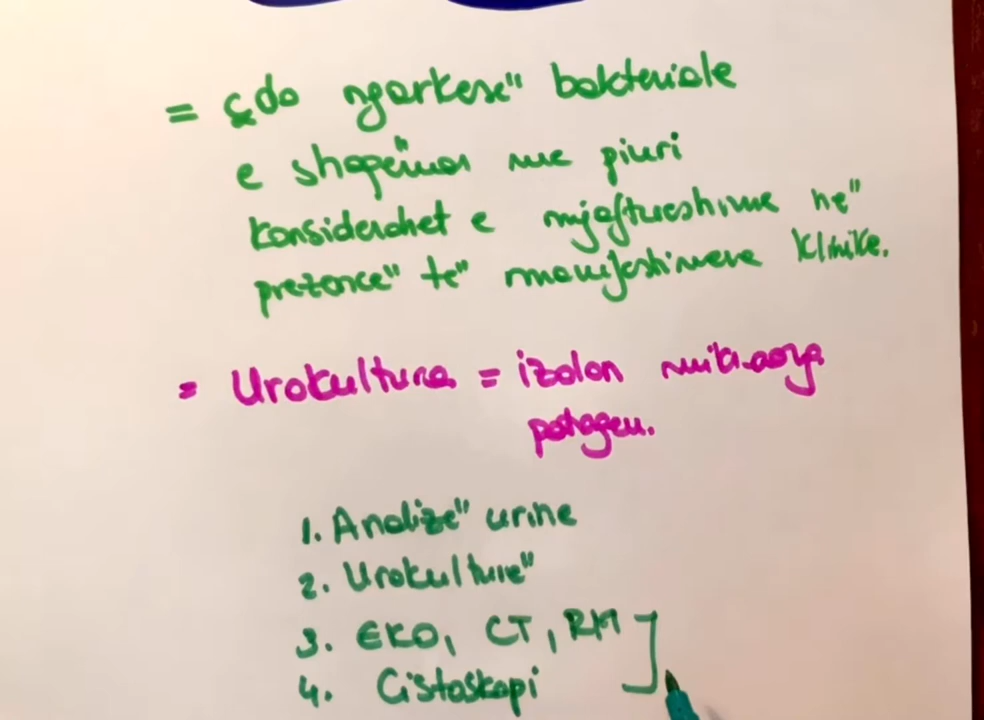 = çdo ngarkesë bakteriale
e shoqëruar me piuri
konsiderohet e mjaftueshme në
prezencë të manifestimeve klinike.
= Urokultura = izolon mikroorg
patogen.
1. Analizë urine
2. Urokulturë
3. EKO, CT, RM
4. Cistoskopi